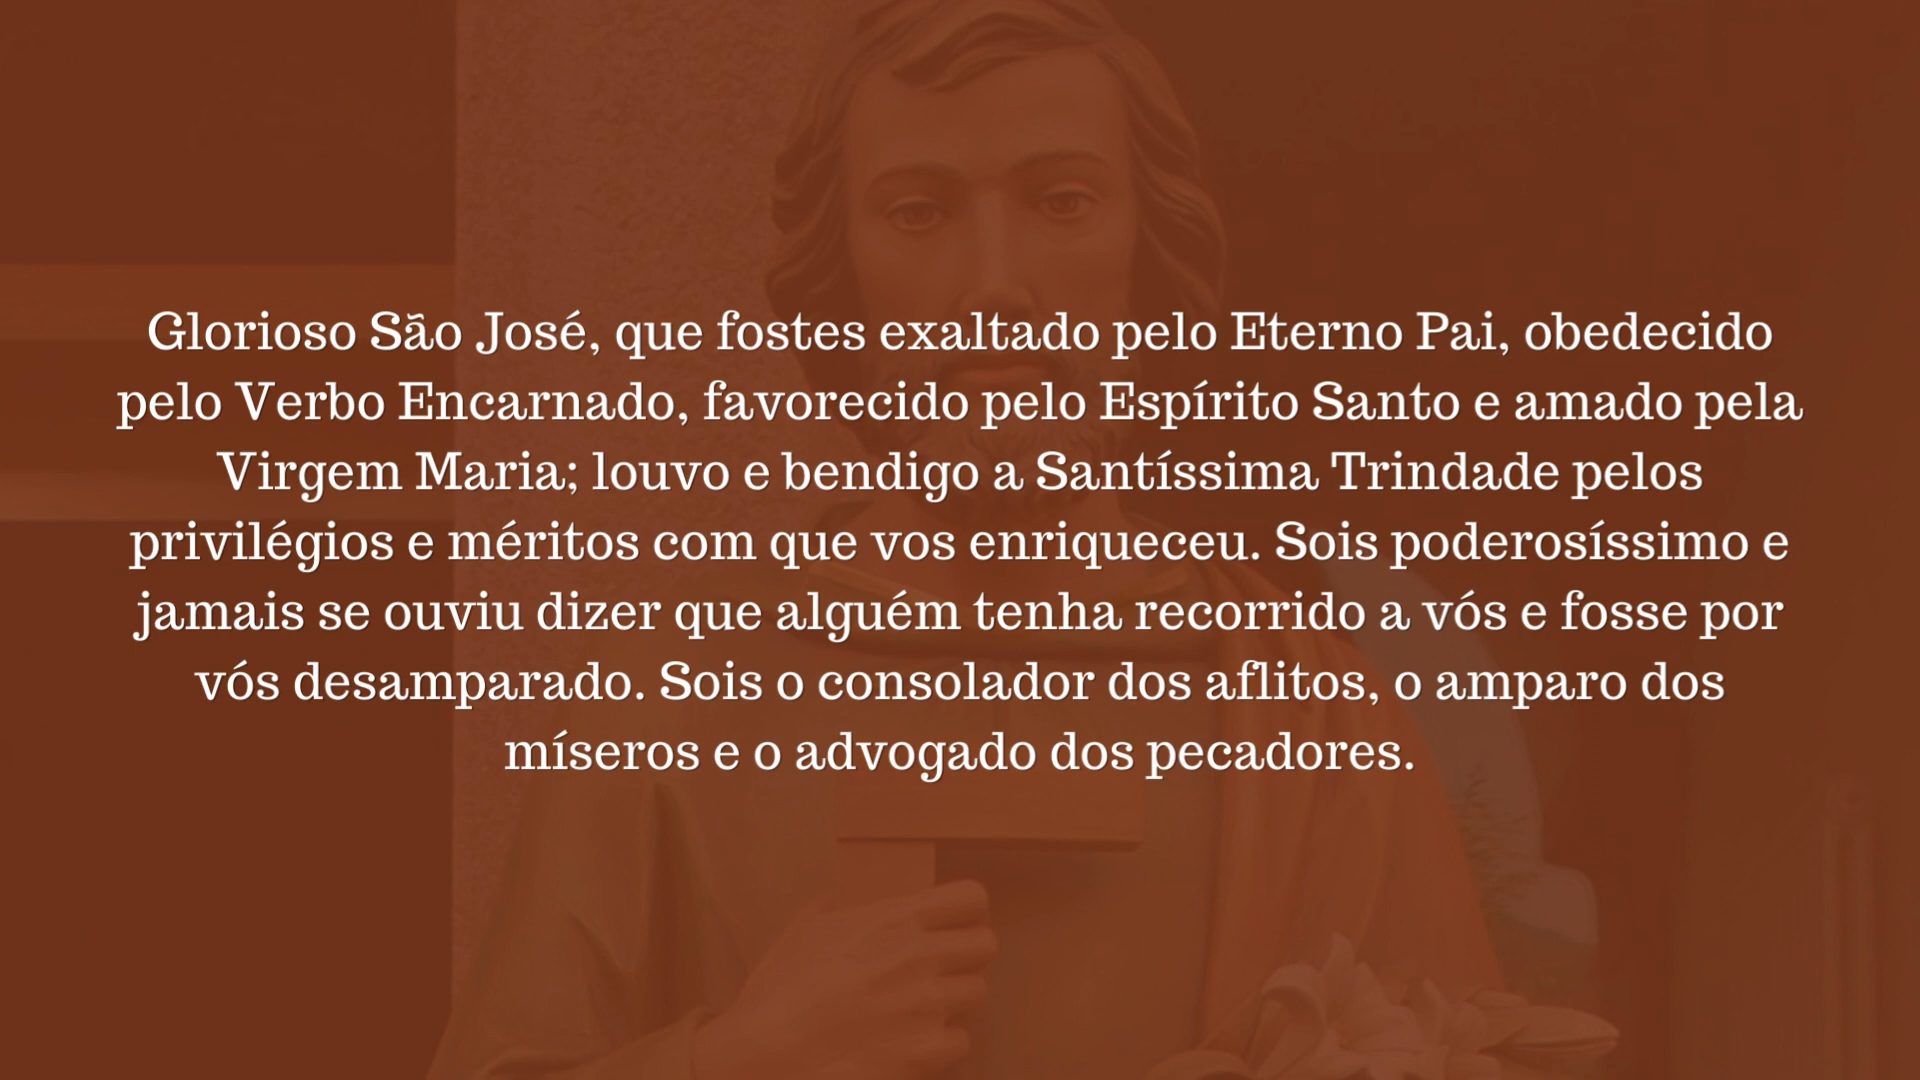 Glorioso São José, que fostes exaltado pelo Eterno Pai, obedecido
pelo Verbo Encarnado, favorecido pelo Espírito Santo e amado pela
Virgem Maria; louvo e bendigo a Santíssima Trindade pelos
privilégios e méritos com que vos enriqueceu. Sois poderosíssimo e
jamais se ouviu dizer que alguém tenha recorrido a vós e fosse por
vós desamparado. Sois o consolador dos aflitos, o amparo dos
míseros e o advogado dos pecadores.